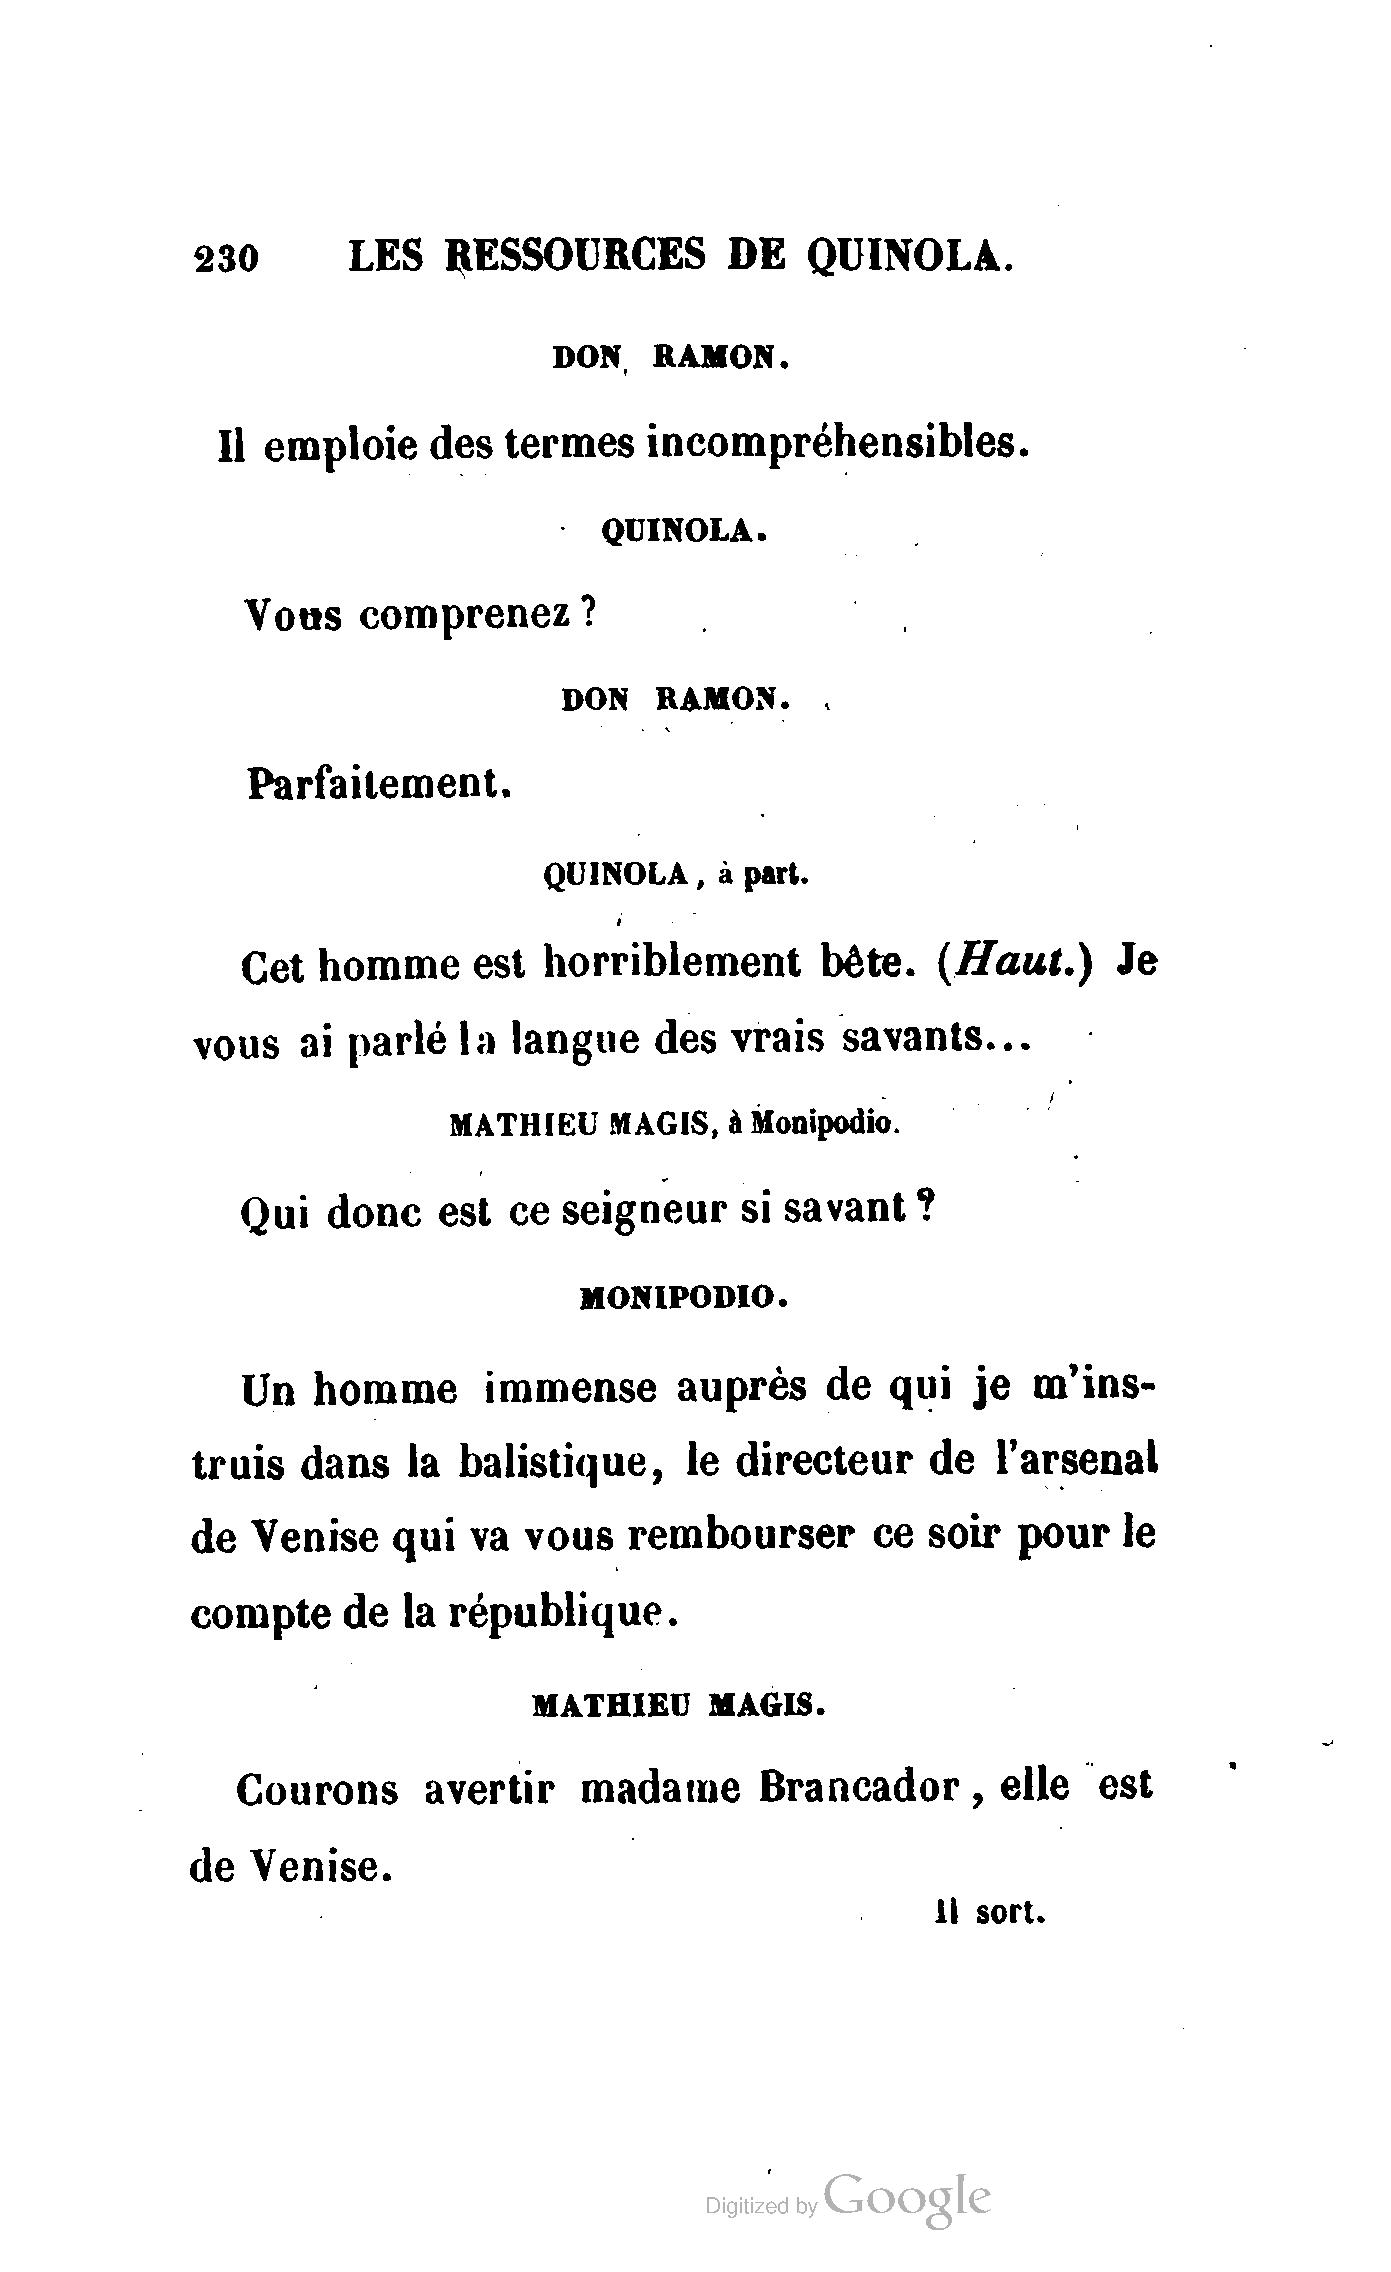 230 LES RESSOURCES DE QUINOLA.
DON RAMON.
Il emploie des termes incompréhensibles.
QUINOLA.
Vous comprenez ?
DON RAMON.
Parfaitement.
QUINOLA, à part.
Cet homme est horriblement bête. (Haut.) Je
vous ai parlé la langue des vrais savants...
MATHIEU MAGIS, à Monipodio.
Qui donc est ce seigneur si savant ?
MONIPODIO.
Un homme immense auprès de qui je m'ins-
truis dans la balistique, le directeur de l'arsenal
de Venise qui va vous rembourser ce soir pour le
compte de la république.
MATHIEU MAGIS.
Courons avertir madame Brancador, elle est
de Venise.
Il sort.
Digitized by Google